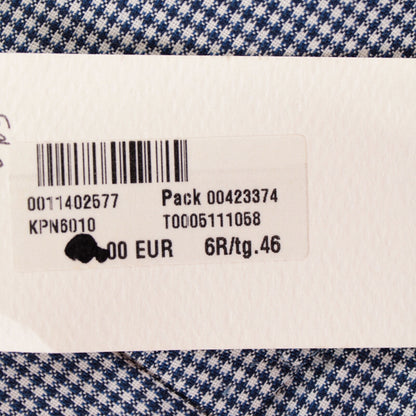 0011402577 Pack 00423374
KPN6010 T0005111058
00 EUR 6R/tg.46